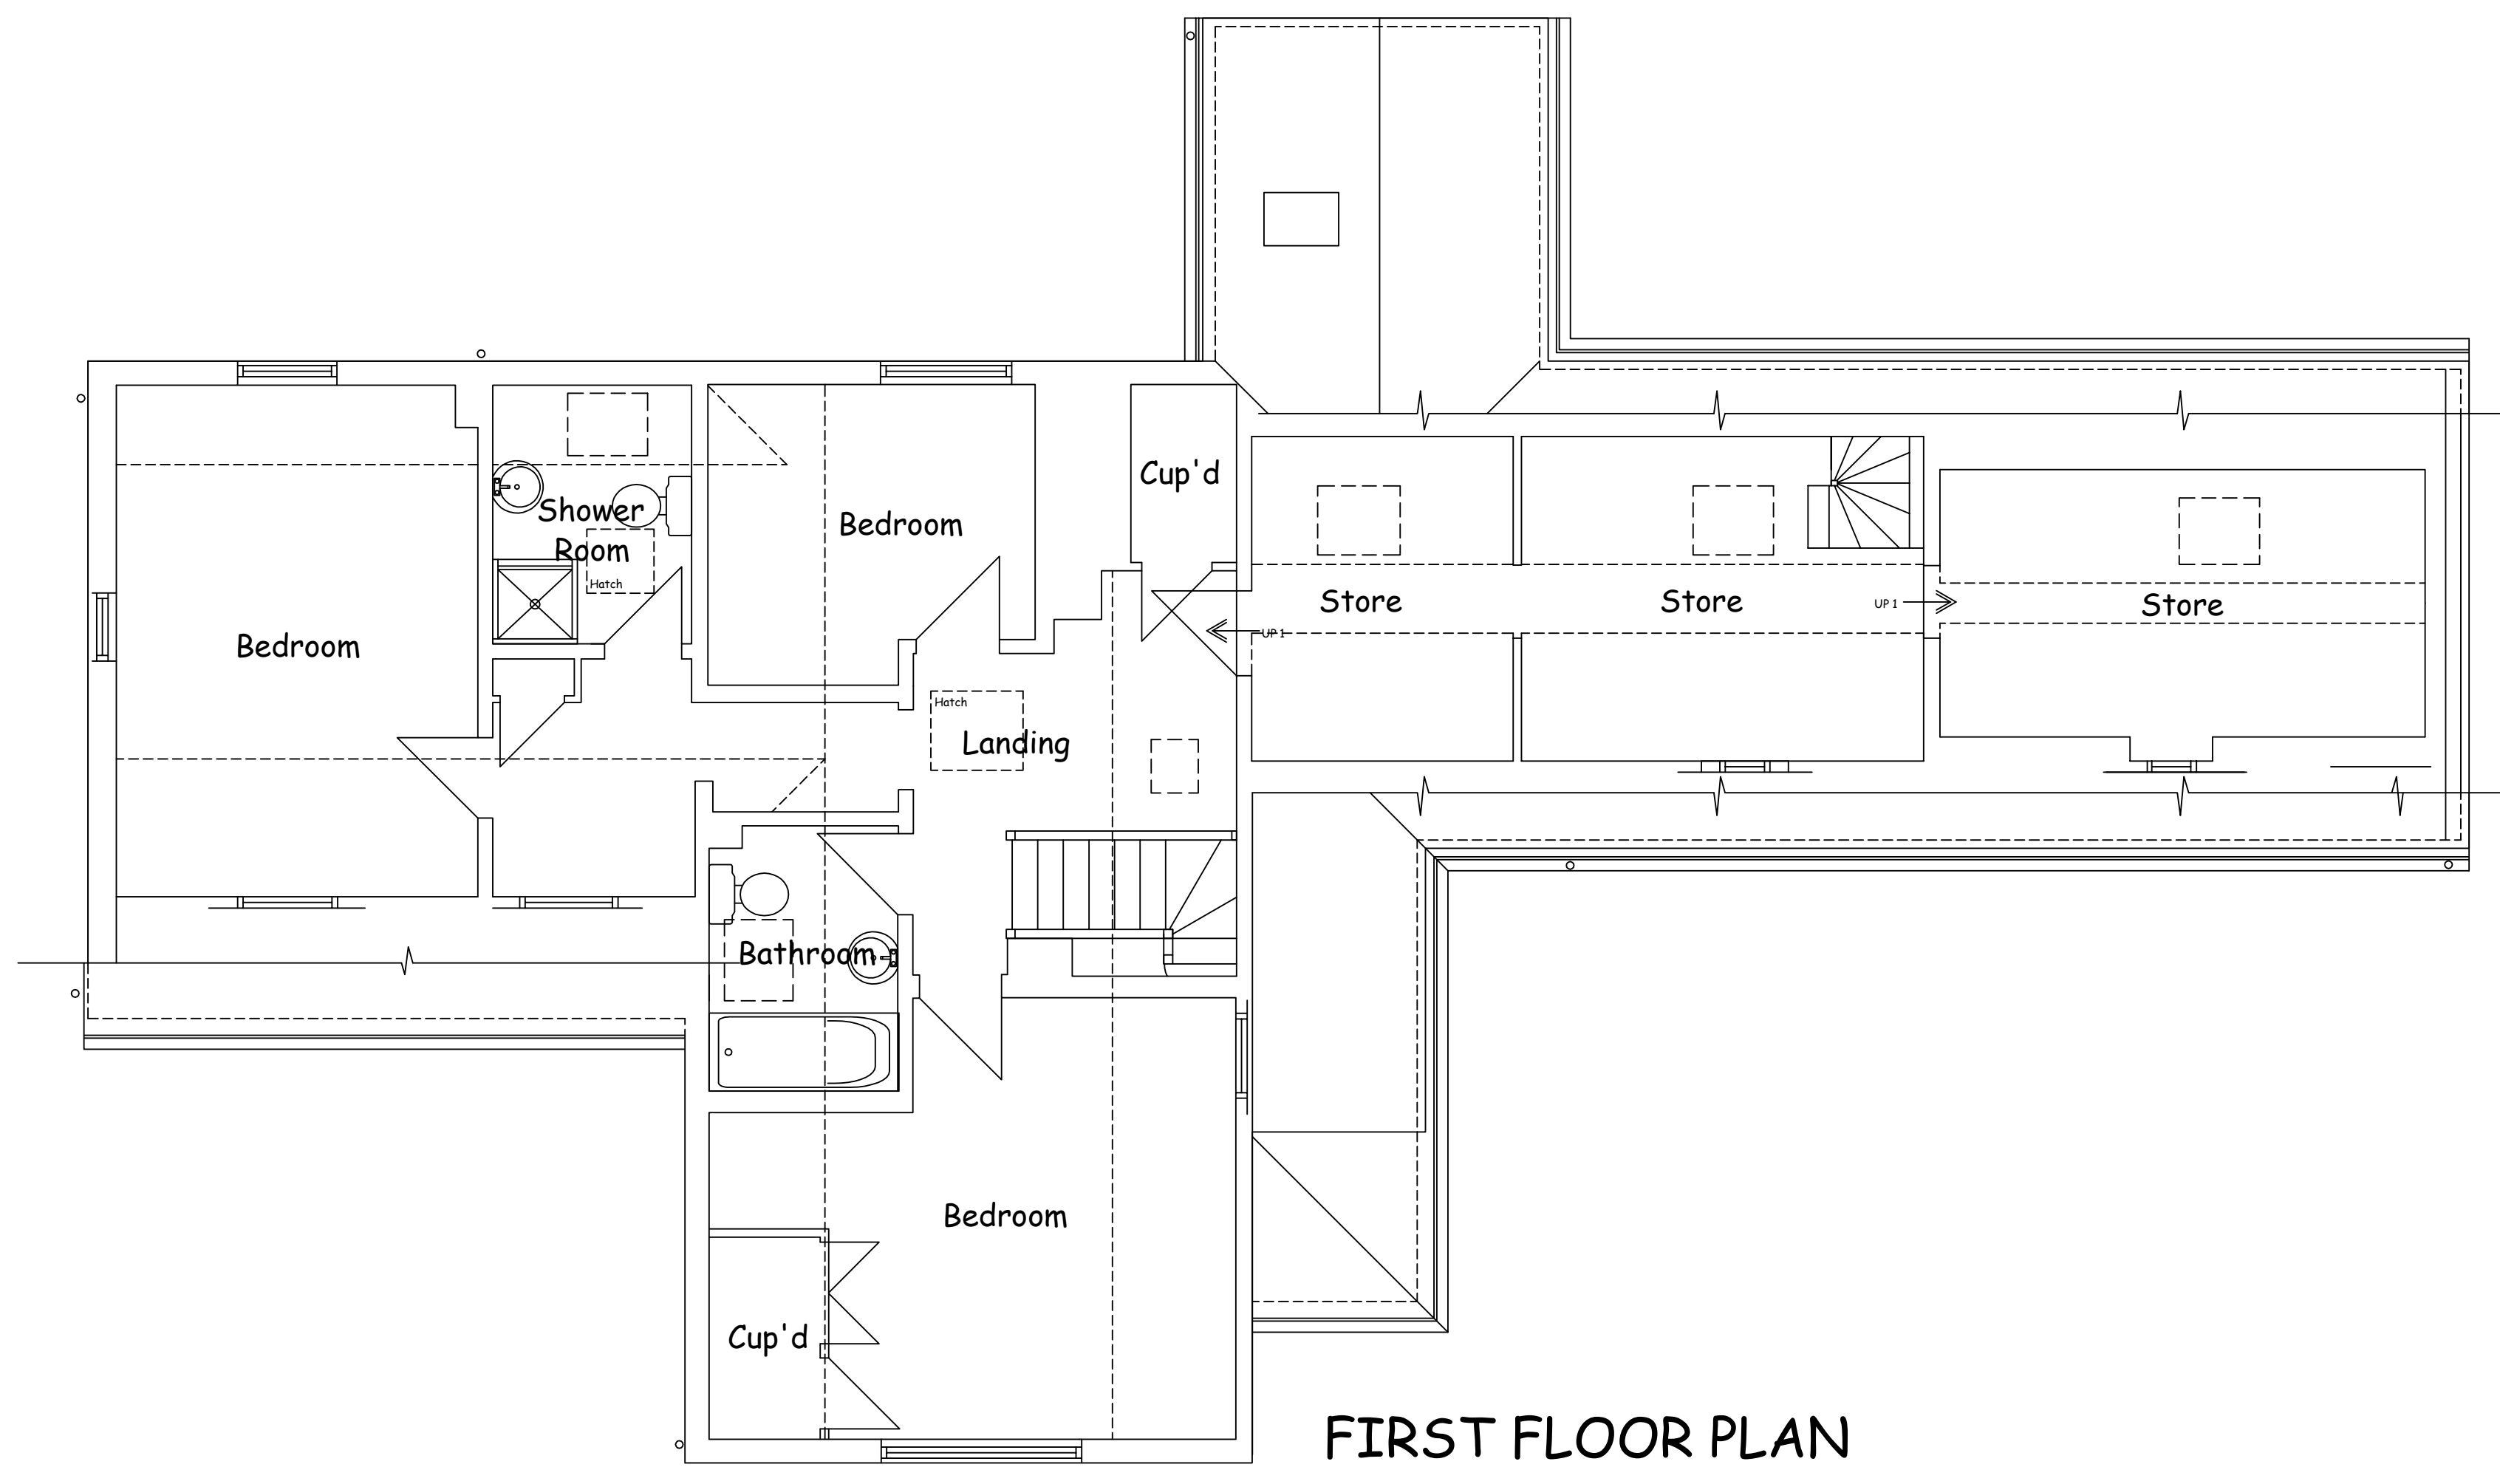 Cup'd
Shower
Room
Hatch
Bedroom
Store
Store
UP 1
Store
Bedroom
UP 1
Hatch
Landing
Bathroom
Bedroom
Cup'd
FIRST FLOOR PLAN